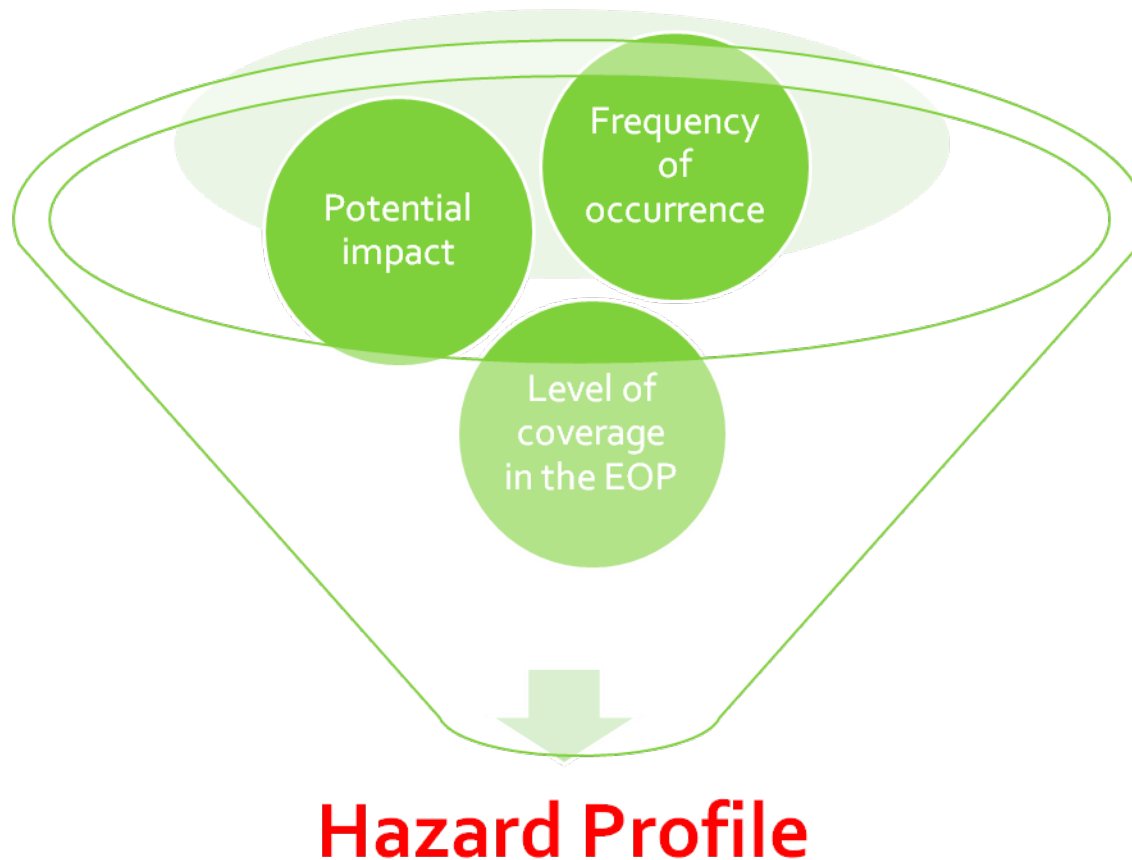 Frequency
of
occurrence
Potential
impact
Level of
coverage
in the EOP
Hazard Profile